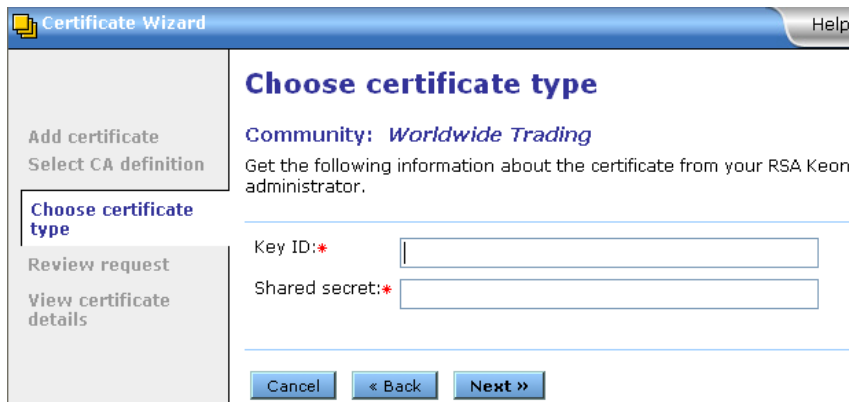 Certificate Wizard
Help
Choose certificate type
Add certificate
Select CA definition
Choose certificate
type
Review request
View certificate
details
Community: Worldwide Trading
Get the following information about the certificate from your RSA Keon
administrator.
Key ID:*
Shared secret:*
Cancel
« Back
Next »